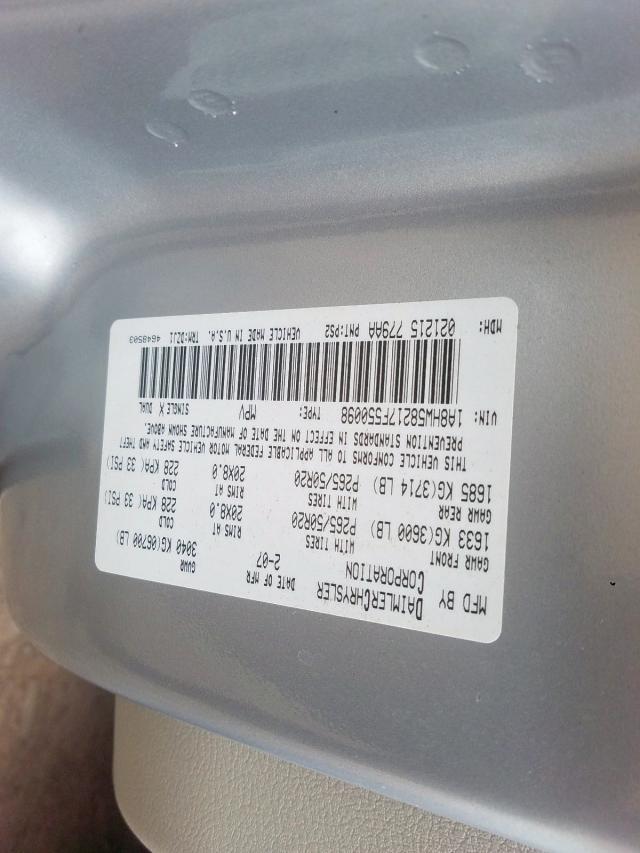 MFD BY DAIMLERCHRYSLER CORPORATION DATE OF MFR 2-07 GVWR 3040 KG(06700 LB)
GAWR FRONT WITH TIRES RIMS AT COLD
1633 KG(3600 LB) P265/50R20 20X8.0 228 KPA( 33 PSI)
GAWR REAR WITH TIRES RIMS AT COLD
1685 KG(3714 LB) P265/50R20 20X8.0 228 KPA( 33 PSI)
THIS VEHICLE CONFORMS TO ALL APPLICABLE FEDERAL MOTOR VEHICLE SAFETY AND THEFT
PREVENTION STANDARDS IN EFFECT ON THE DATE OF MANUFACTURE SHOWN ABOVE.
VIN: 1A8HW58217F550098 TYPE: MPV SINGLE X DUAL
MDH: 021215 779AA PNT:PS2 VEHICLE MADE IN U.S.A. TRM:DZJ1 4648503